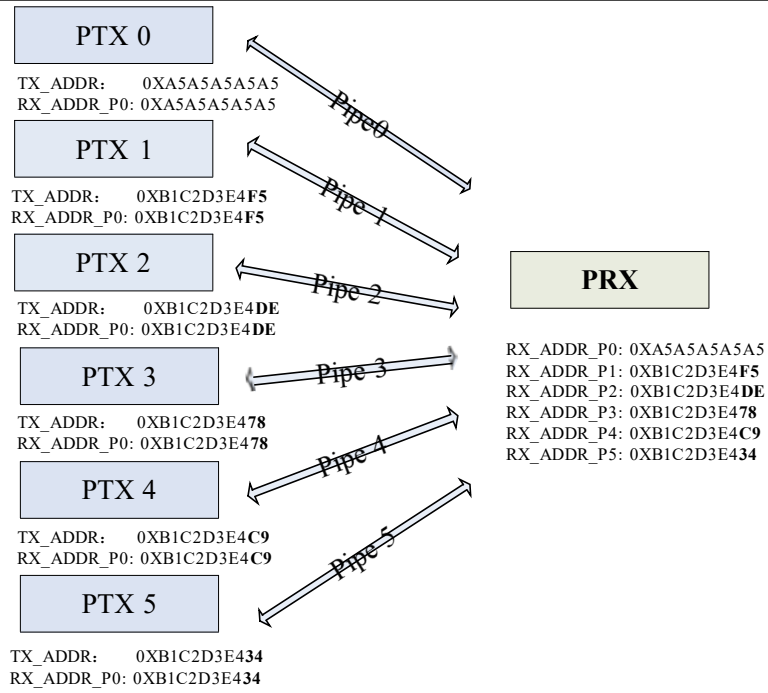 PTX 0
TX_ADDR： 0XA5A5A5A5A5
RX_ADDR_P0: 0XA5A5A5A5A5
Pipe0
PTX 1
TX_ADDR： 0XB1C2D3E4F5
RX_ADDR_P0: 0XB1C2D3E4F5
Pipe 1
PTX 2
TX_ADDR： 0XB1C2D3E4DE
RX_ADDR_P0: 0XB1C2D3E4DE
Pipe 2
PTX 3
TX_ADDR： 0XB1C2D3E478
RX_ADDR_P0: 0XB1C2D3E478
Pipe 3
PTX 4
TX_ADDR： 0XB1C2D3E4C9
RX_ADDR_P0: 0XB1C2D3E4C9
Pipe 4
PTX 5
TX_ADDR： 0XB1C2D3E434
RX_ADDR_P0: 0XB1C2D3E434
Pipe 5
PRX
RX_ADDR_P0: 0XA5A5A5A5A5
RX_ADDR_P1: 0XB1C2D3E4F5
RX_ADDR_P2: 0XB1C2D3E4DE
RX_ADDR_P3: 0XB1C2D3E478
RX_ADDR_P4: 0XB1C2D3E4C9
RX_ADDR_P5: 0XB1C2D3E434